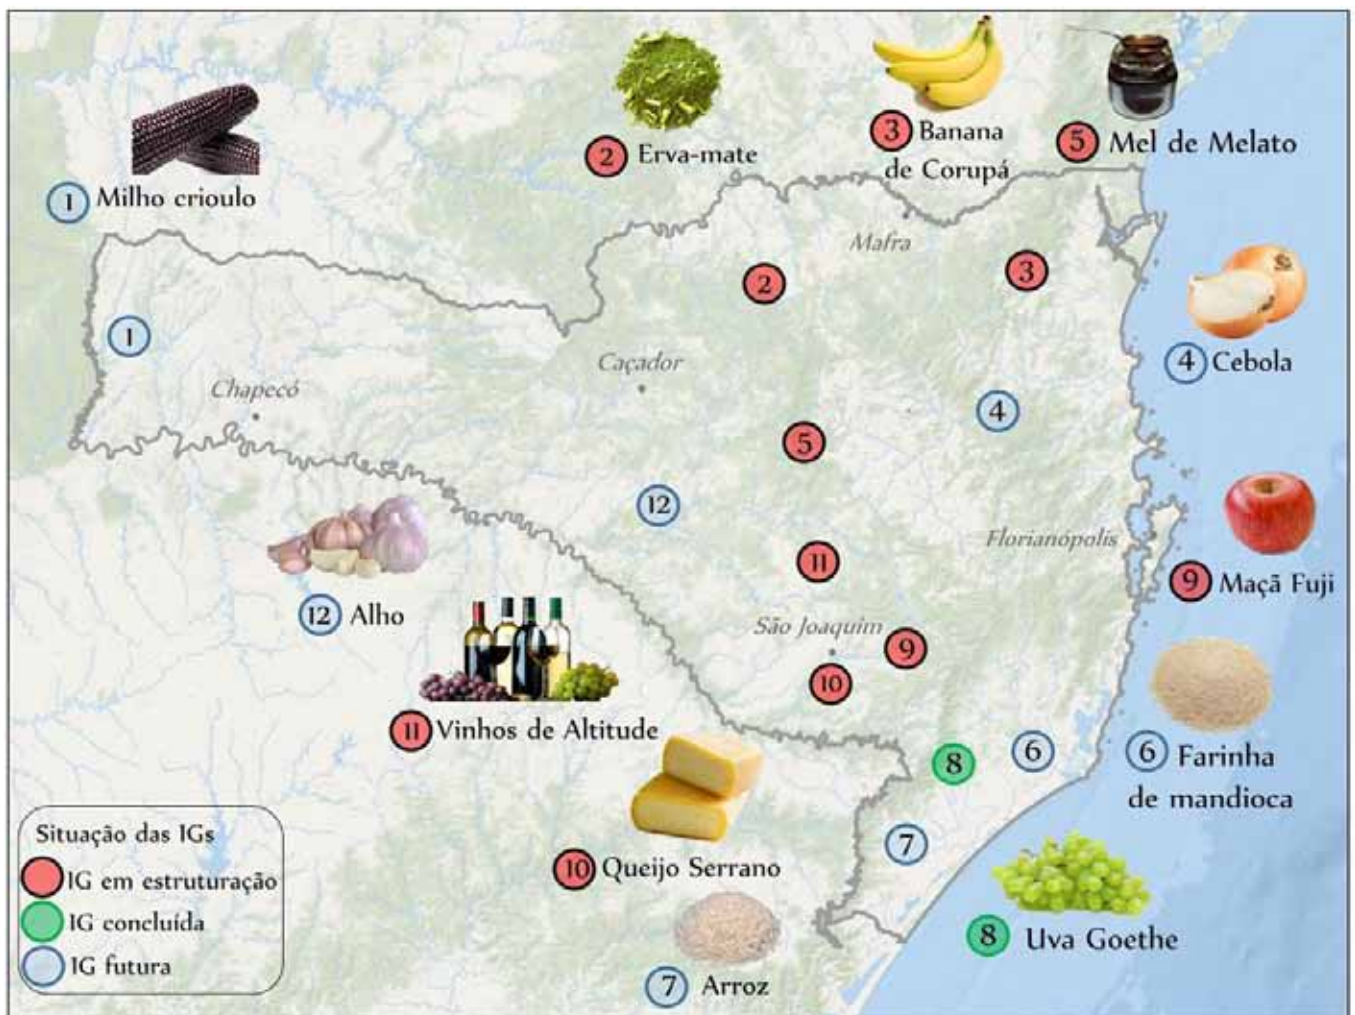 2 Erva-mate
3 Banana
de Corupá
5 Mel de Melato
1 Milho crioulo
Mafra
2
3
1
Caçador
4 Cebola
Chapecó
4
5
12
Florianópolis
11
9 Maçã Fuji
12 Alho
São Joaquim
9
10
11 Vinhos de Altitude
8
6
6 Farinha
de mandioca
7
Situação das IGs
IG em estruturação
IG concluída
IG futura
10 Queijo Serrano
8 Uva Goethe
7 Arroz